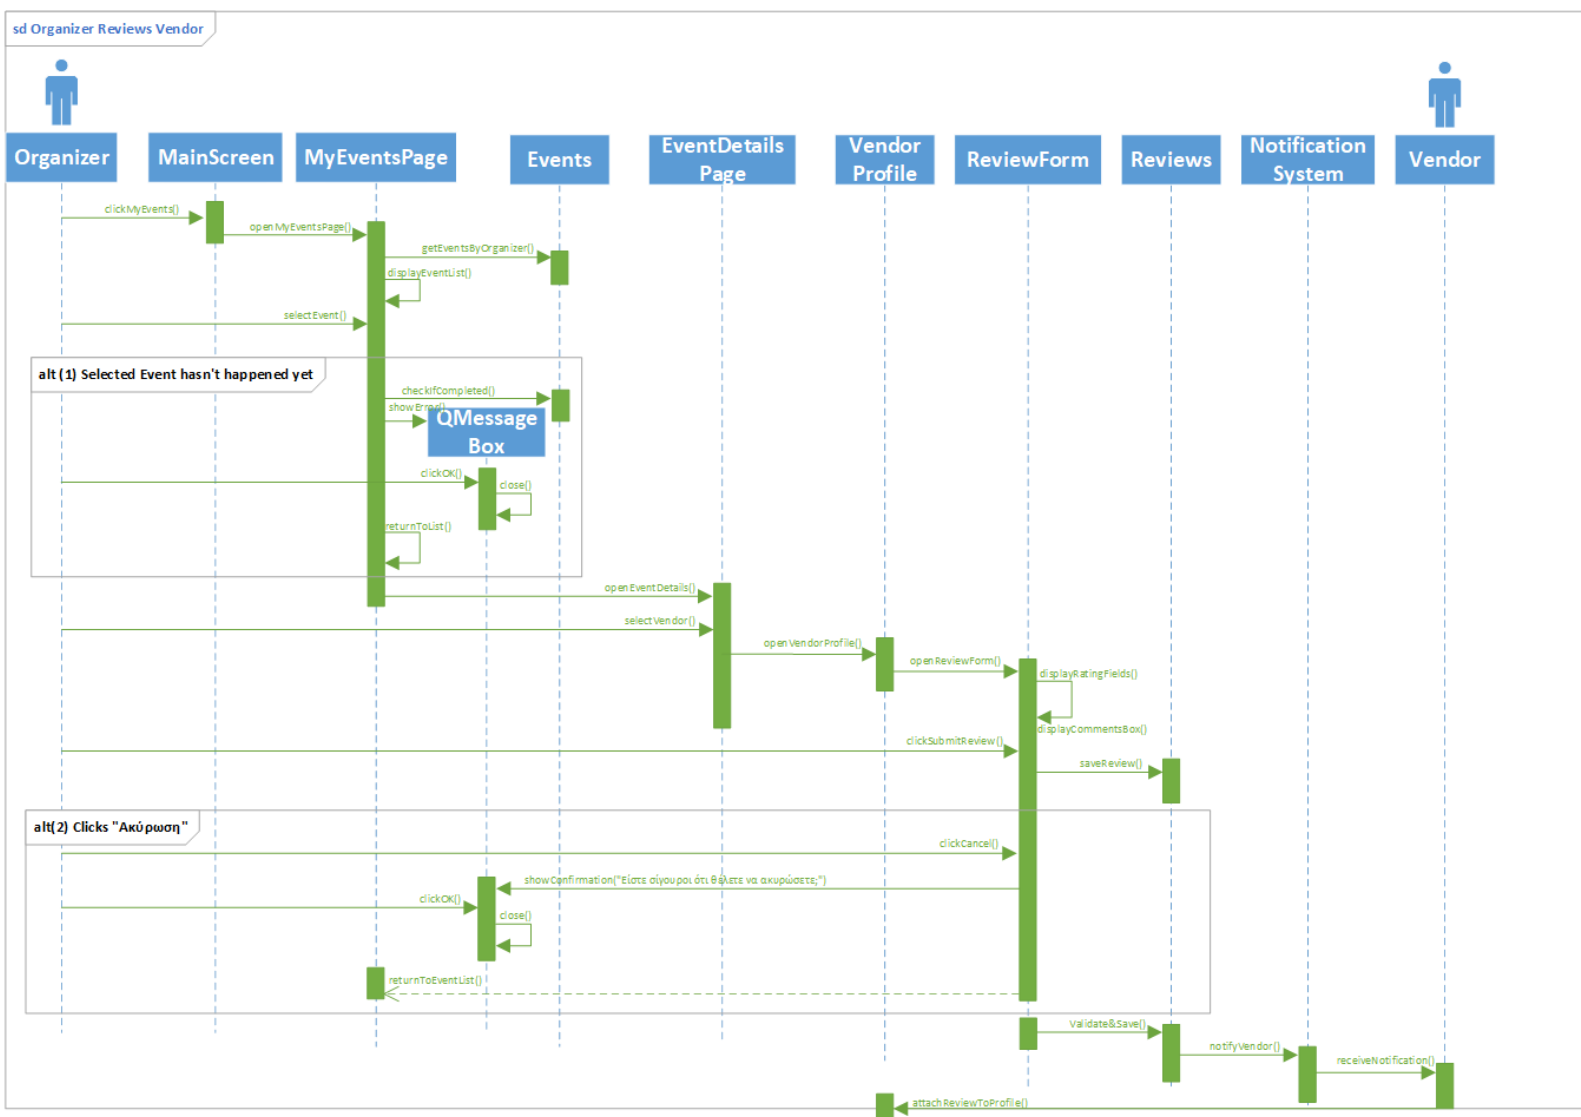 sd Organizer Reviews Vendor
Organizer
MainScreen
MyEventsPage
Events
EventDetails
Page
Vendor
Profile
ReviewForm
Reviews
Notification
System
Vendor
clickMyEvents()
openMyEventsPage()
getEventsByOrganizer()
displayEventList()
selectEvent()
alt (1) Selected Event hasn't happened yet
checkIfCompleted()
showError()
QMessage
Box
clickOK()
close()
returnToList()
openEventDetails()
selectVendor()
openVendorProfile()
openReviewForm()
displayRatingFields()
displayCommentsBox()
clickSubmitReview()
saveReview()
alt(2) Clicks "Ακύρωση"
clickCancel()
showConfirmation("Είστε σίγουροι ότι θέλετε να ακυρώσετε;")
clickOK()
close()
returnToEventList()
Validate&Save()
notifyVendor()
receiveNotification()
attachReviewToProfile()